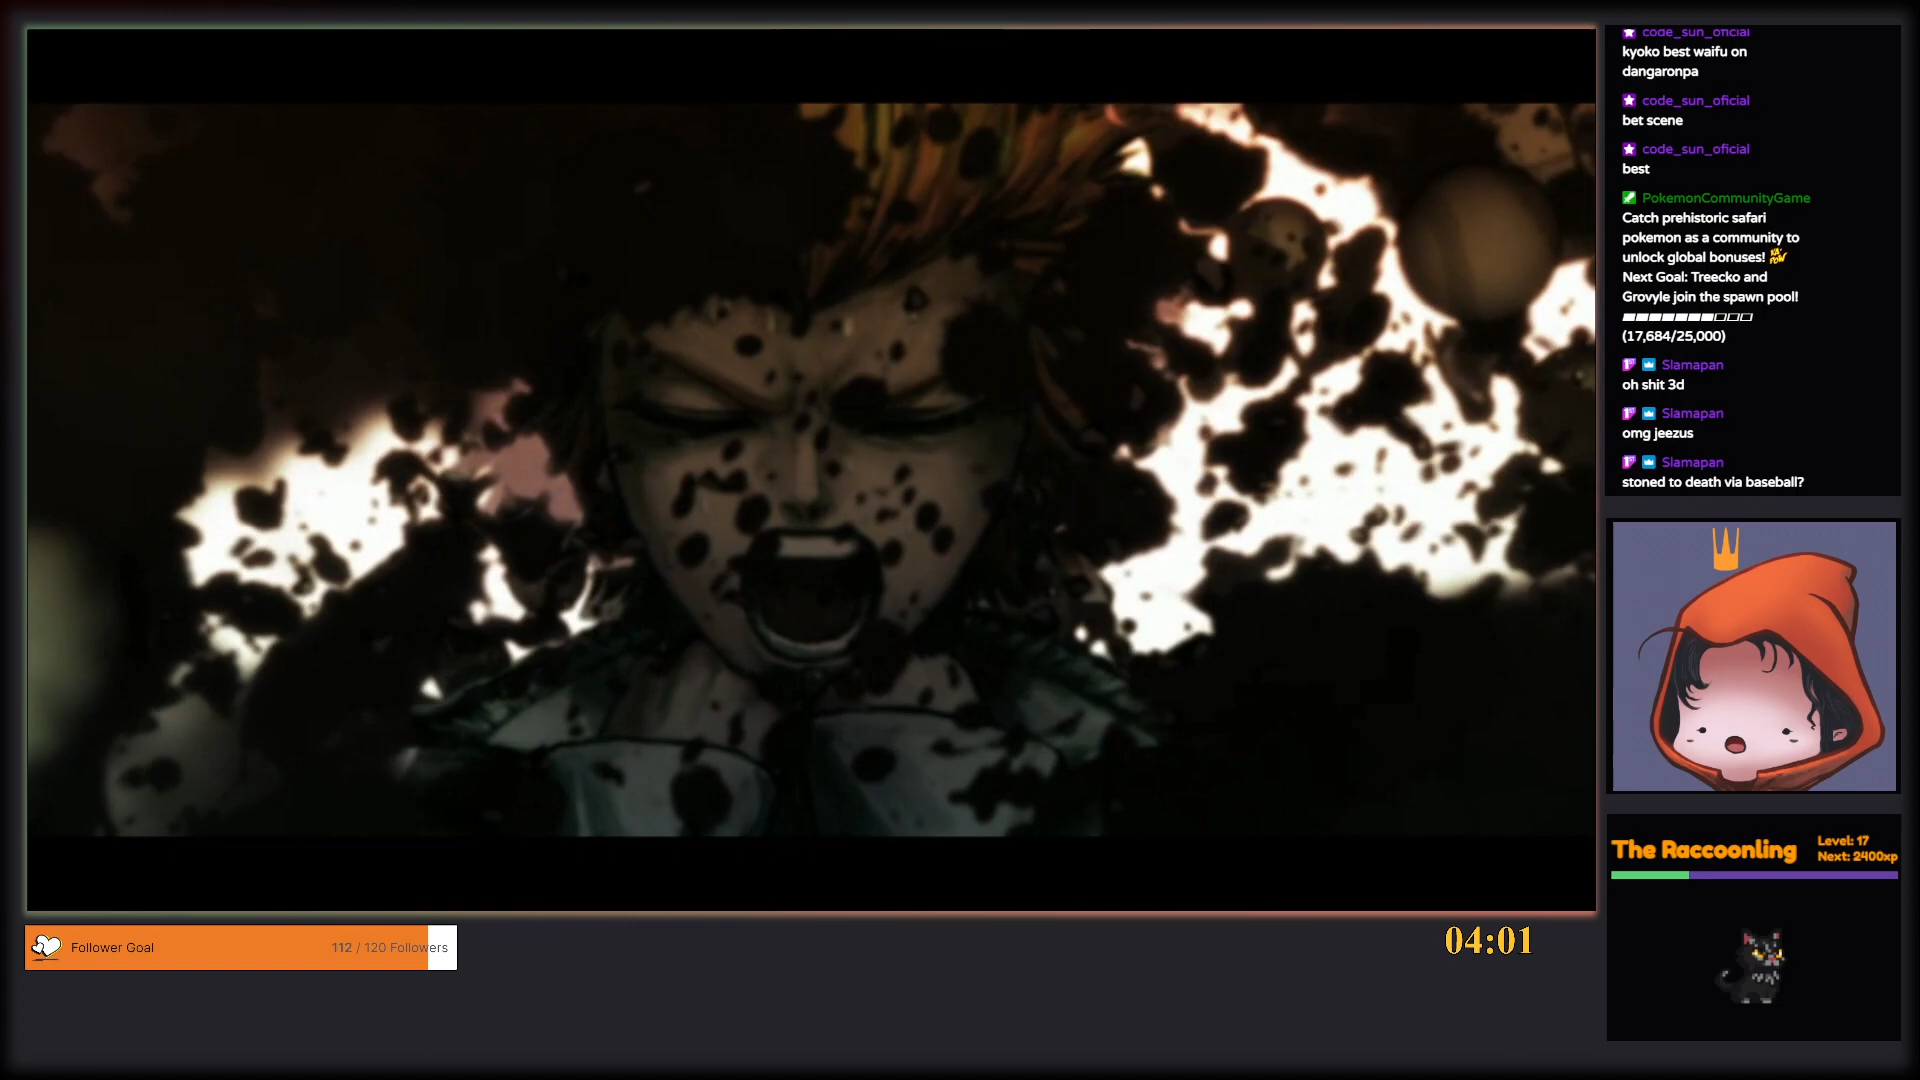 code_sun_oficial
kyoko best waifu on
dangaronpa
code_sun_oficial
bet scene
code_sun_oficial
best
PokemonCommunityGame
Catch prehistoric safari
pokemon as a community to
unlock global bonuses! KA POW
Next Goal: Treecko and
Grovyle join the spawn pool!
(17,684/25,000)
Slamapan
oh shit 3d
Slamapan
omg jeezus
Slamapan
stoned to death via baseball?
The Raccoonling
Level: 17
Next: 2400xp
Follower Goal
112 / 120 Followers
04:01